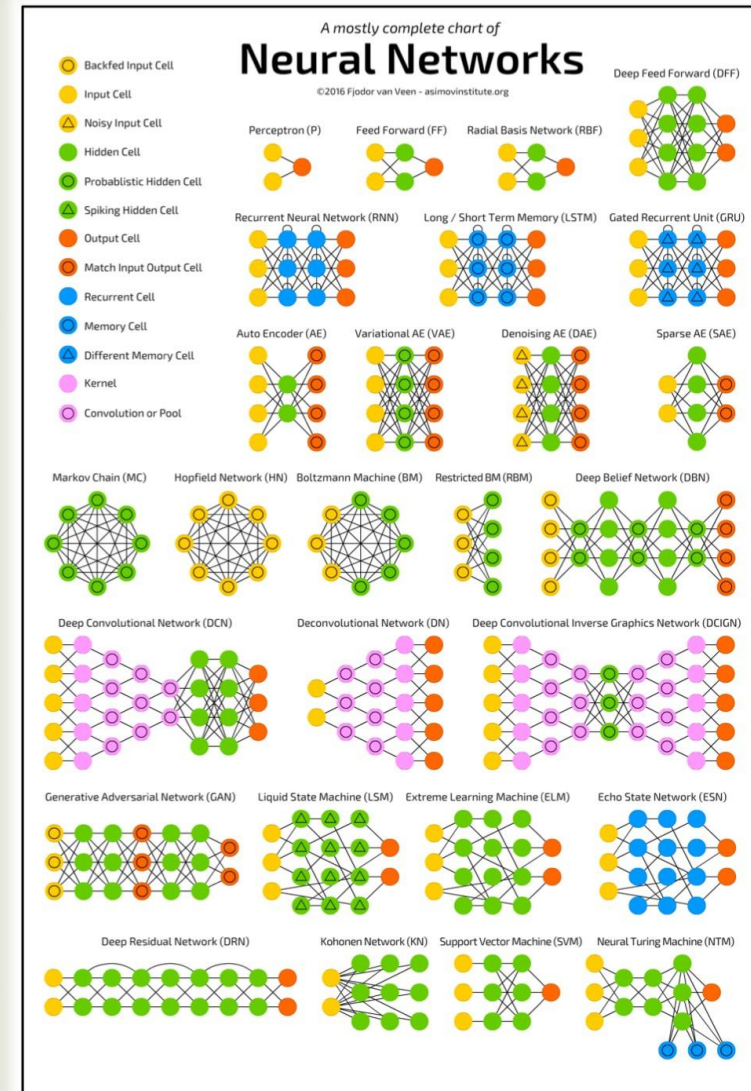 A mostly complete chart of
Neural Networks
©2016 Fjodor van Veen - asimovinstitute.org
Backfed Input Cell
Input Cell
Noisy Input Cell
Hidden Cell
Probablistic Hidden Cell
Spiking Hidden Cell
Output Cell
Match Input Output Cell
Recurrent Cell
Memory Cell
Different Memory Cell
Kernel
Convolution or Pool
Deep Feed Forward (DFF)
Perceptron (P) Feed Forward (FF) Radial Basis Network (RBF)
Recurrent Neural Network (RNN) Long / Short Term Memory (LSTM) Gated Recurrent Unit (GRU)
Auto Encoder (AE) Variational AE (VAE) Denoising AE (DAE) Sparse AE (SAE)
Markov Chain (MC) Hopfield Network (HN) Boltzmann Machine (BM) Restricted BM (RBM) Deep Belief Network (DBN)
Deep Convolutional Network (DCN) Deconvolutional Network (DN) Deep Convolutional Inverse Graphics Network (DCIGN)
Generative Adversarial Network (GAN) Liquid State Machine (LSM) Extreme Learning Machine (ELM) Echo State Network (ESN)
Deep Residual Network (DRN) Kohonen Network (KN) Support Vector Machine (SVM) Neural Turing Machine (NTM)